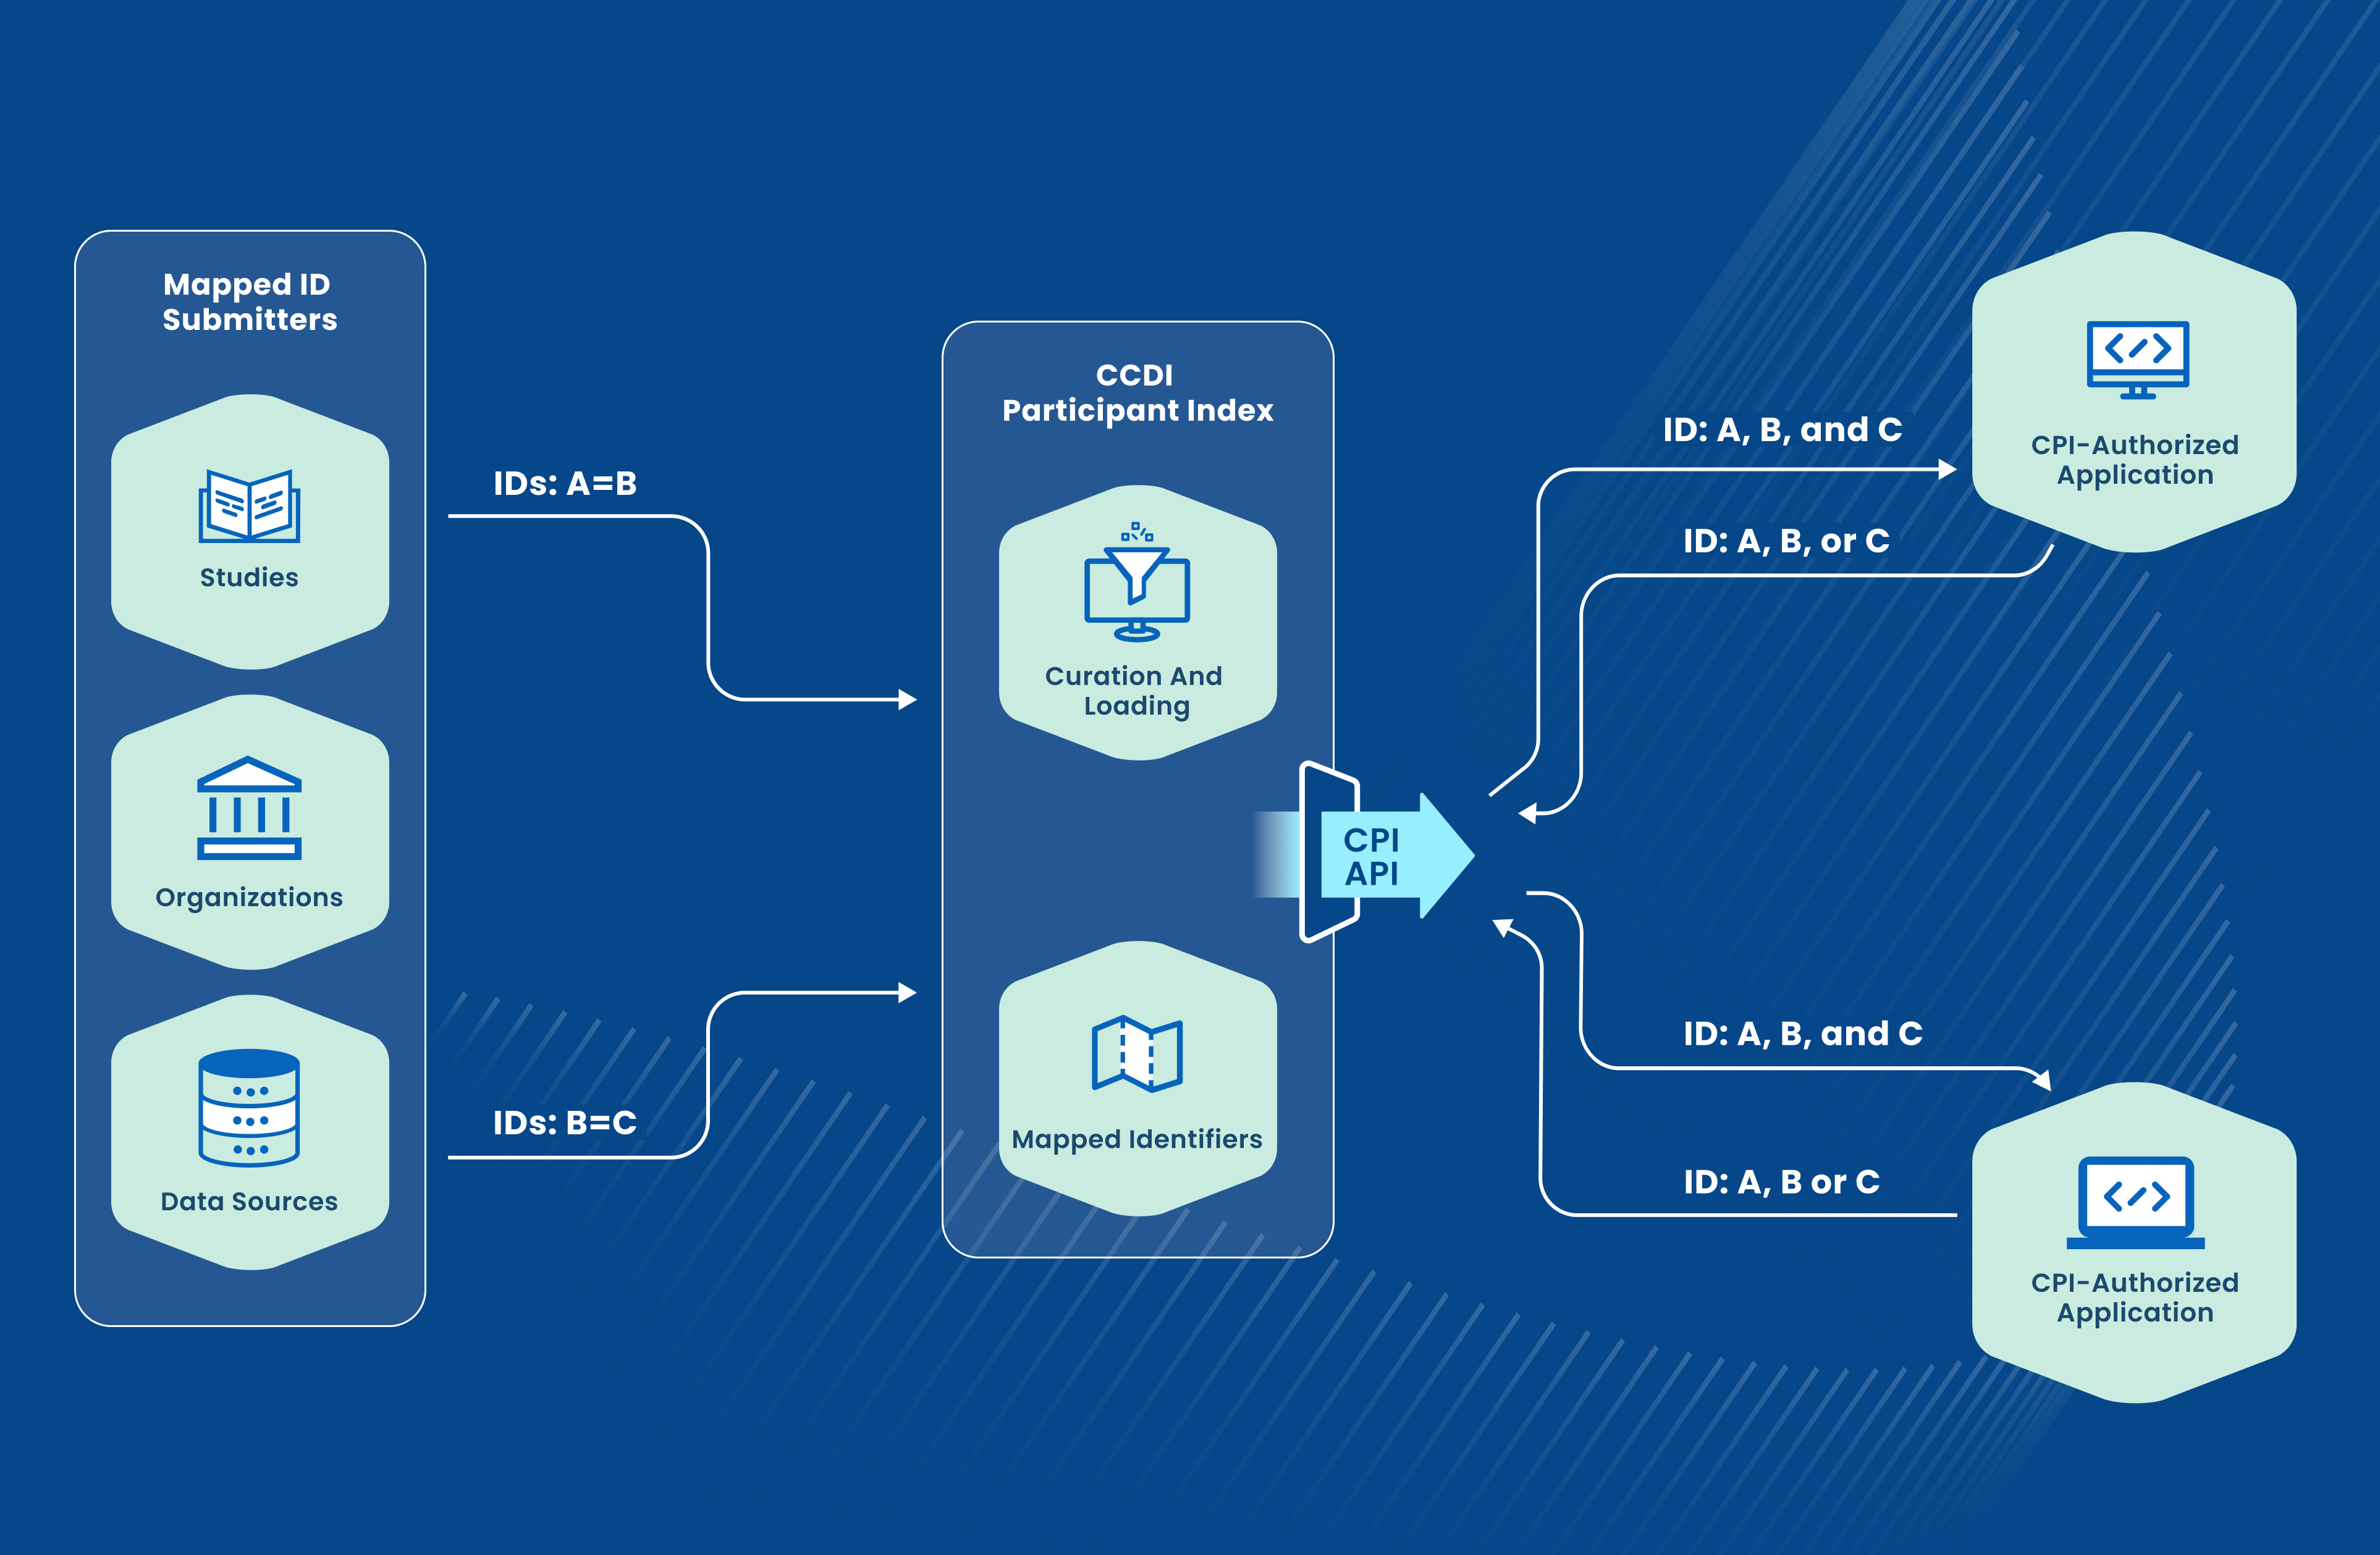 Mapped ID
Submitters
Studies
Organizations
Data Sources
IDs: A=B
IDs: B=C
CCDI
Participant Index
Curation And
Loading
Mapped Identifiers
CPI
API
ID: A, B, and C
ID: A, B, or C
ID: A, B, and C
ID: A, B or C
CPI-Authorized
Application
CPI-Authorized
Application